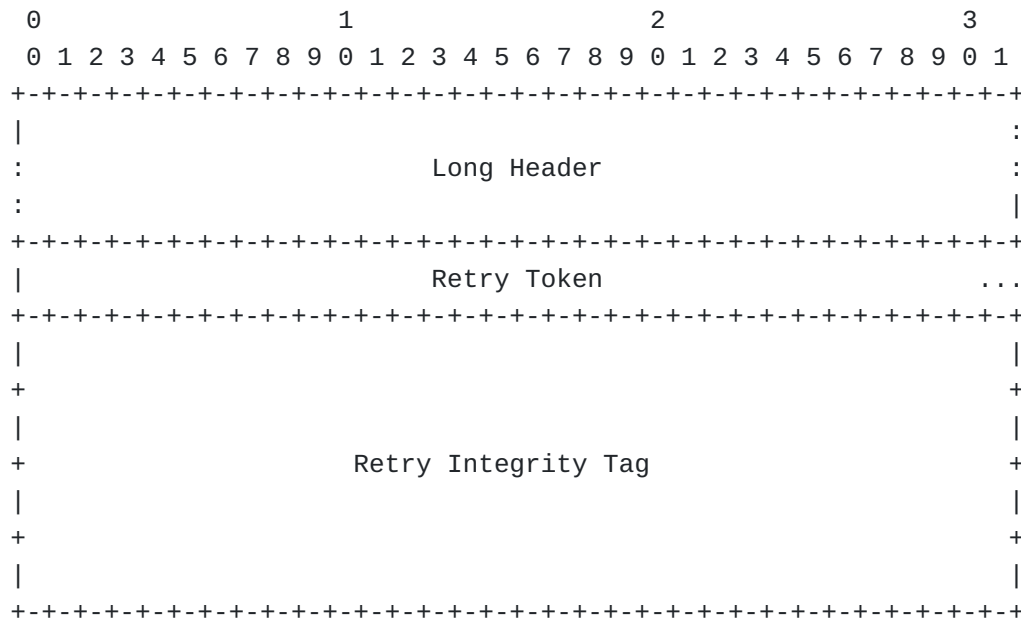 0                   1                   2                   3
 0 1 2 3 4 5 6 7 8 9 0 1 2 3 4 5 6 7 8 9 0 1 2 3 4 5 6 7 8 9 0 1
+-+-+-+-+-+-+-+-+-+-+-+-+-+-+-+-+-+-+-+-+-+-+-+-+-+-+-+-+-+-+-+-+
|                                                               :
:                          Long Header                          :
:                                                               |
+-+-+-+-+-+-+-+-+-+-+-+-+-+-+-+-+-+-+-+-+-+-+-+-+-+-+-+-+-+-+-+-+
|                          Retry Token                        ...
+-+-+-+-+-+-+-+-+-+-+-+-+-+-+-+-+-+-+-+-+-+-+-+-+-+-+-+-+-+-+-+-+
|                                                               |
+                                                               +
|                                                               |
+                     Retry Integrity Tag                       +
|                                                               |
+                                                               +
|                                                               |
+-+-+-+-+-+-+-+-+-+-+-+-+-+-+-+-+-+-+-+-+-+-+-+-+-+-+-+-+-+-+-+-+